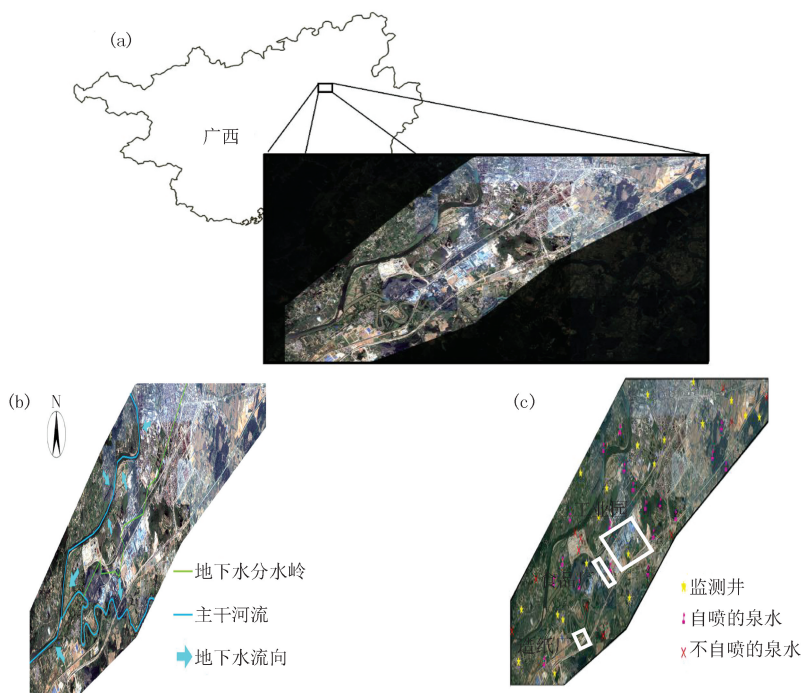 (a)
广西
(b)
N
地下水分水岭
主干河流
地下水流向
(c)
监测井
自喷的泉水
不自喷的泉水